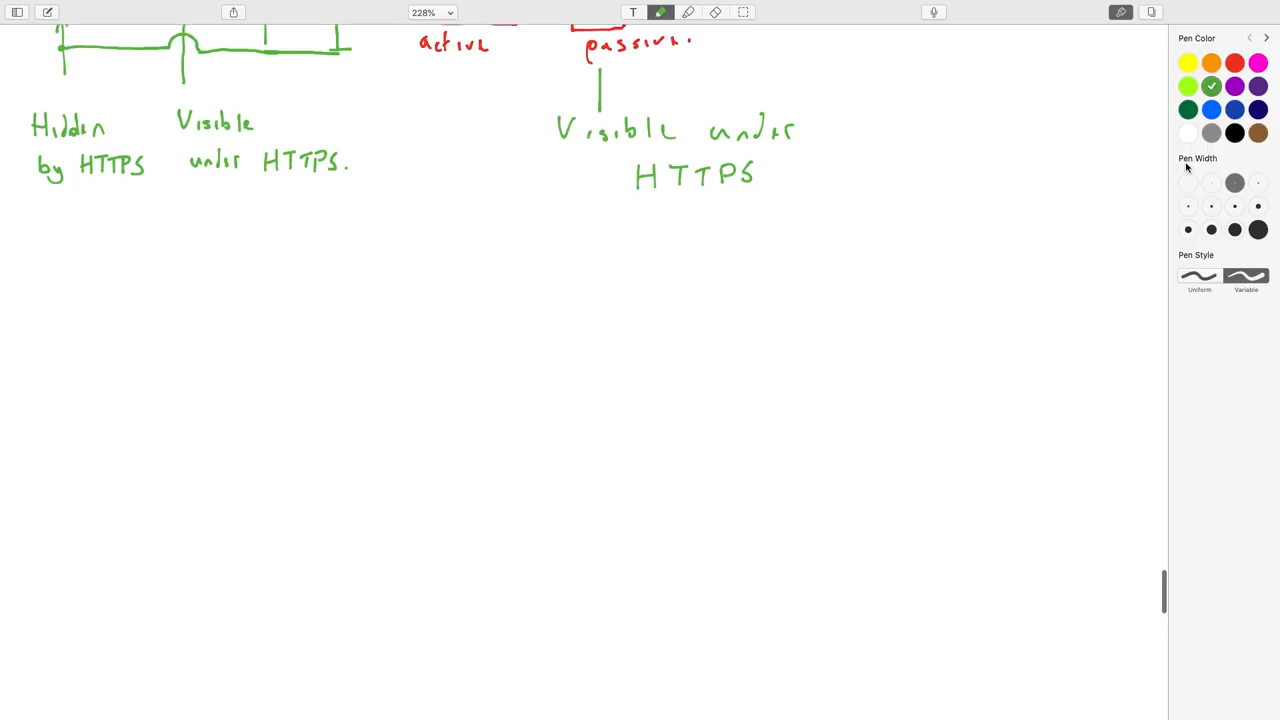 228%
T
active
passive.
Hidden
by HTTPS
Visible
under HTTPS.
Visible under
HTTPS
Pen Color
Pen Width
Pen Style
Uniform
Variable